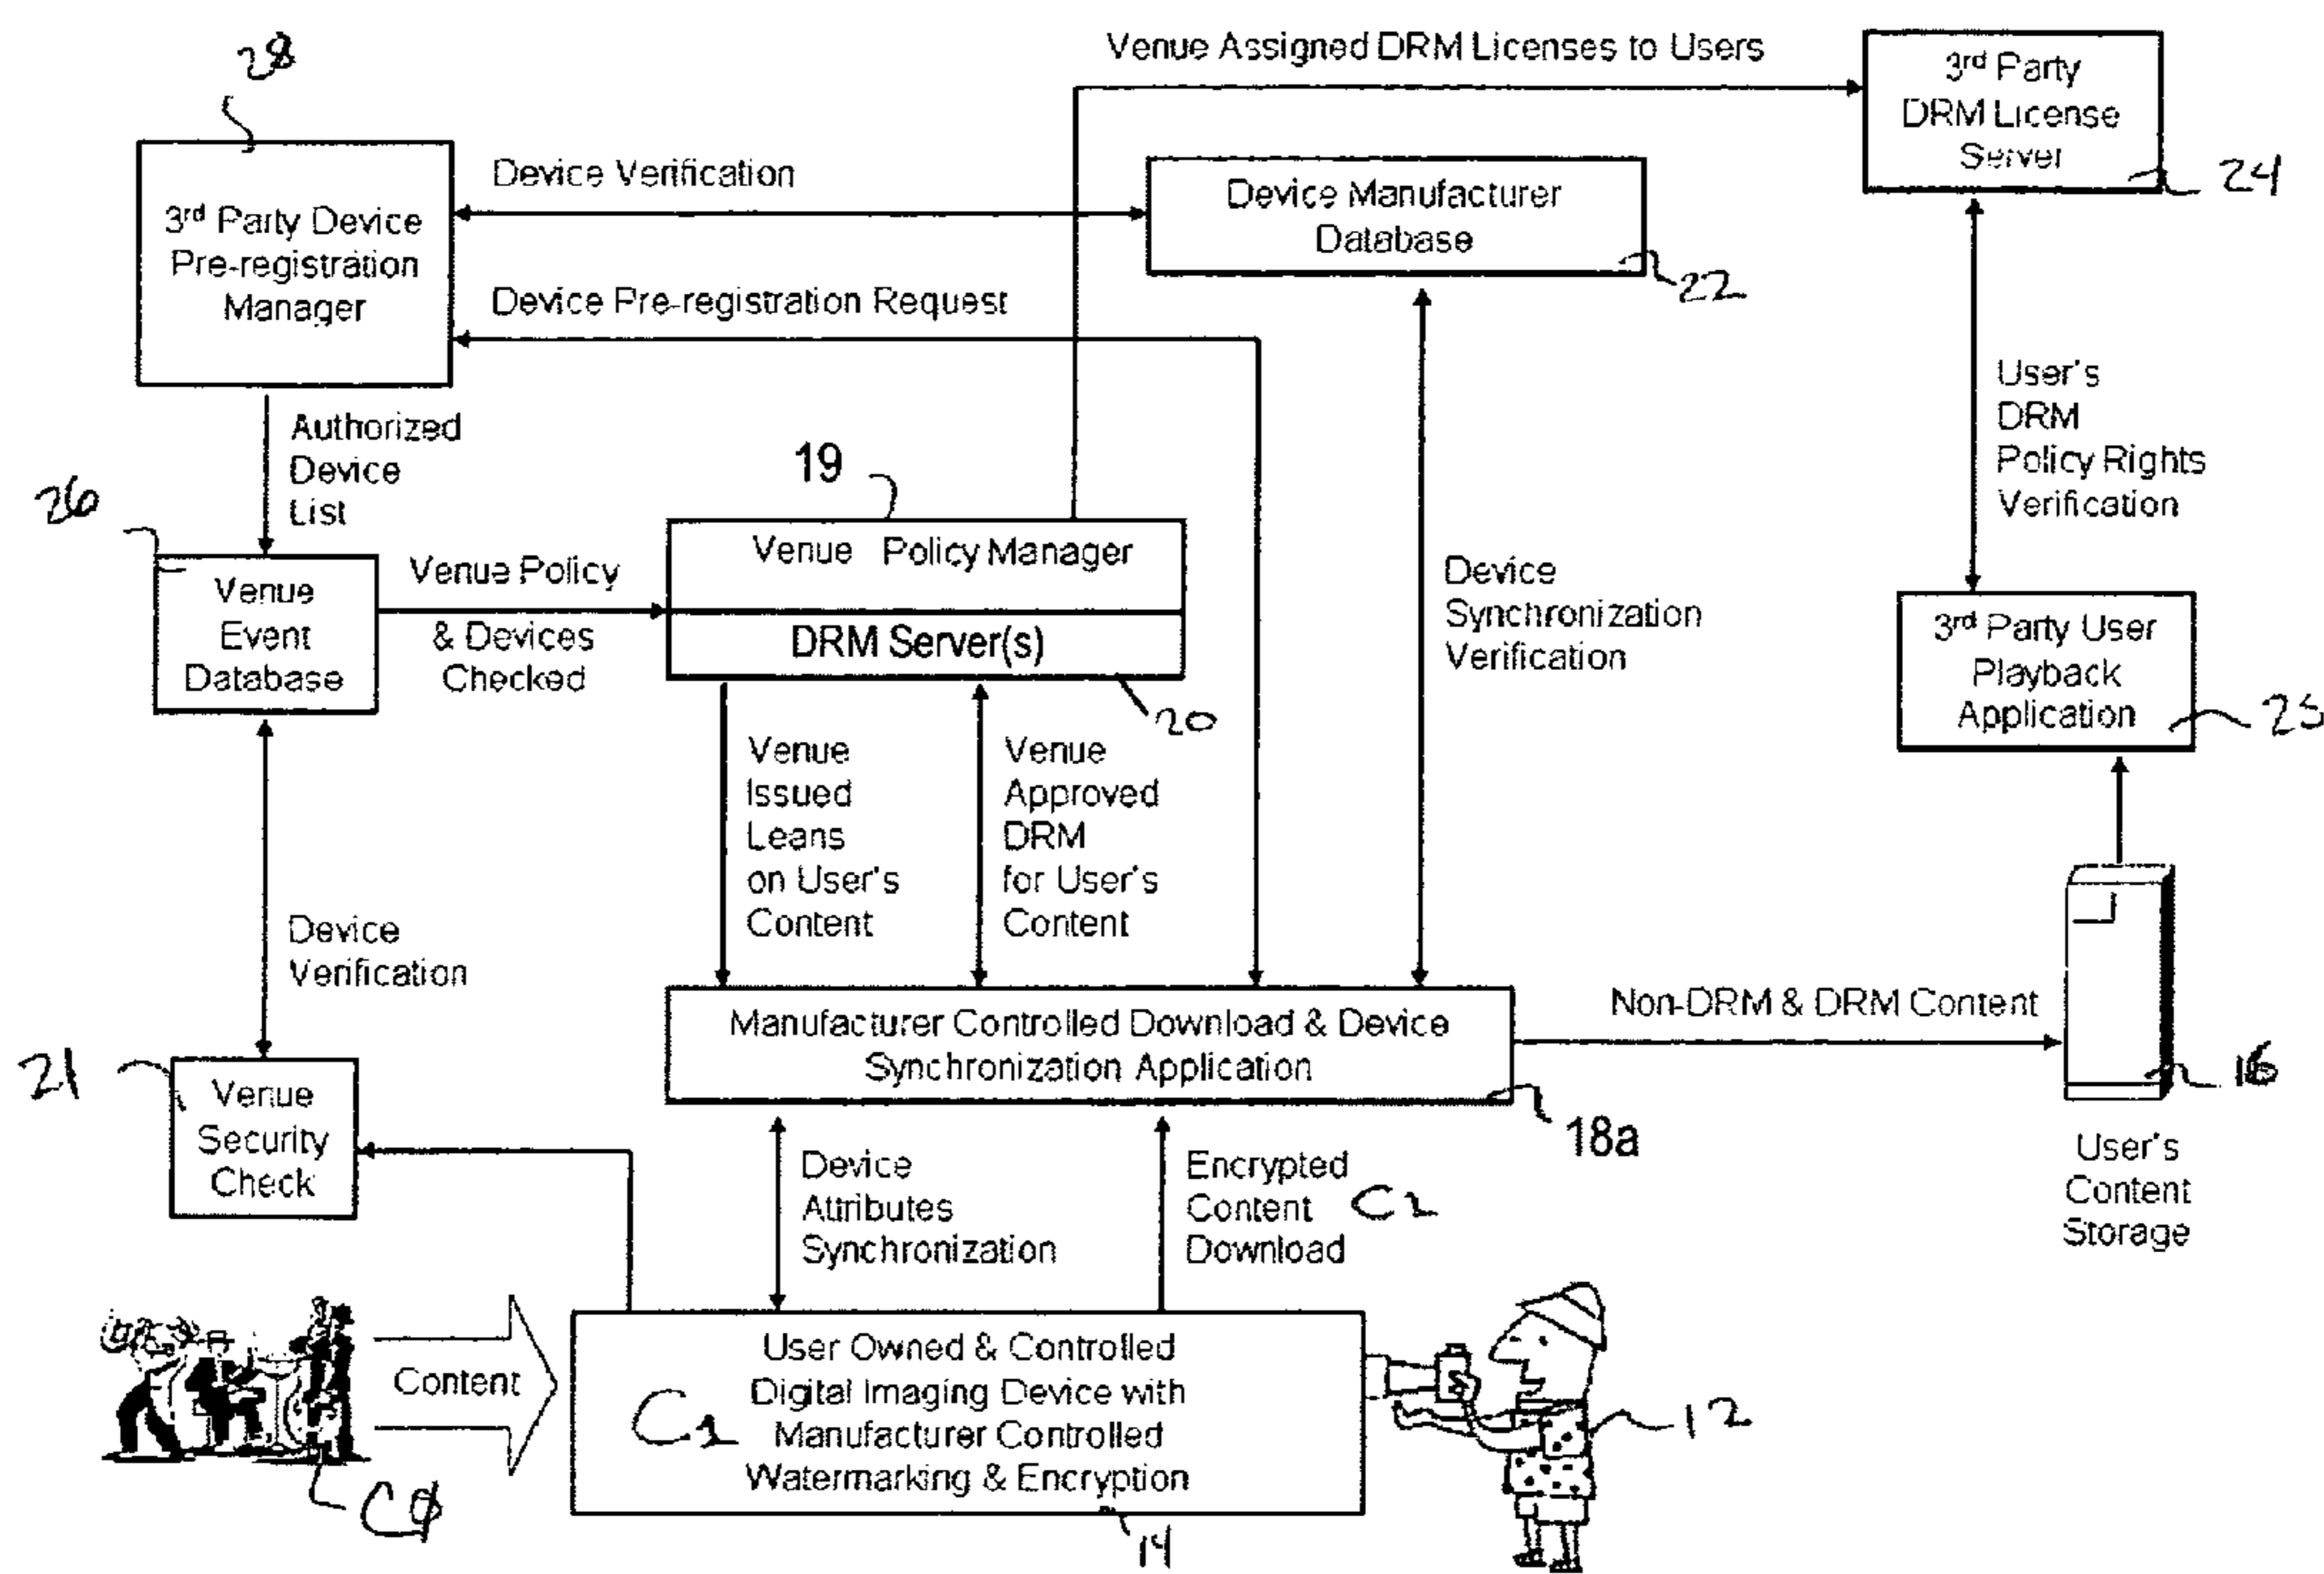 28
Venue Assigned DRM Licenses to Users
3rd Party
DRM License
Server
24
Device Verification
3rd Party Device
Pre-registration
Manager
Device Manufacturer
Database
22
Device Pre-registration Request
User's
DRM
Policy Rights
Verification
Authorized
Device
List
19
26
Venue Policy
& Devices
Checked
Venue Policy Manager
DRM Server(s)
20
Venue
Event
Database
Device
Synchronization
Verification
3rd Party User
Playback
Application
25
Venue
Issued
Leans
on User's
Content
Venue
Approved
DRM
for User's
Content
Device
Verification
Manufacturer Controlled Download & Device
Synchronization Application
18a
Non-DRM & DRM Content
16
User's
Content
Storage
21
Venue
Security
Check
Device
Attributes
Synchronization
Encrypted
Content
Download
C2
Content
CØ
C1
User Owned & Controlled
Digital Imaging Device with
Manufacturer Controlled
Watermarking & Encryption
14
12